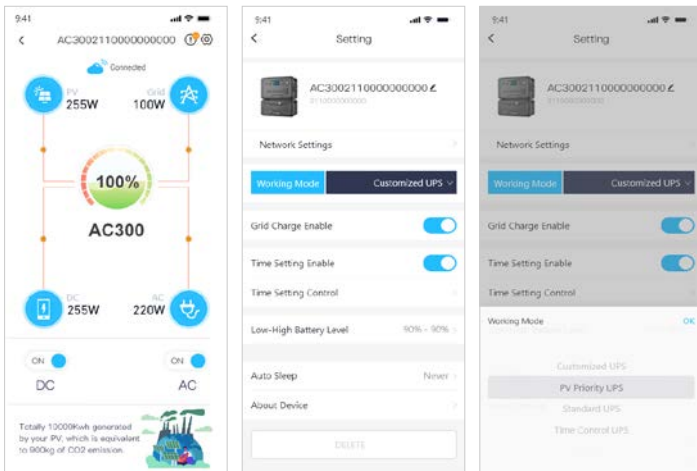 9:41
AC3002110000000000
Connected
PV
255W
Grid
100W
100%
AC300
DC
255W
AC
220W
ON
ON
DC
AC
Totally 10000Kwh generated
by your PV, which is equivalent
to 900kg of CO2 emission.
9:41
Setting
AC3002110000000000
Network Settings
Working Mode
Customized UPS
Grid Charge Enable
Time Setting Enable
Time Setting Control
Low-High Battery Level
90% - 90%
Auto Sleep
Never
About Device
DELETE
9:41
Setting
AC3002110000000000
Network Settings
Working Mode
Customized UPS
Grid Charge Enable
Time Setting Enable
Time Setting Control
Working Mode
OK
Customized UPS
PV Priority UPS
Standard UPS
Time Control UPS